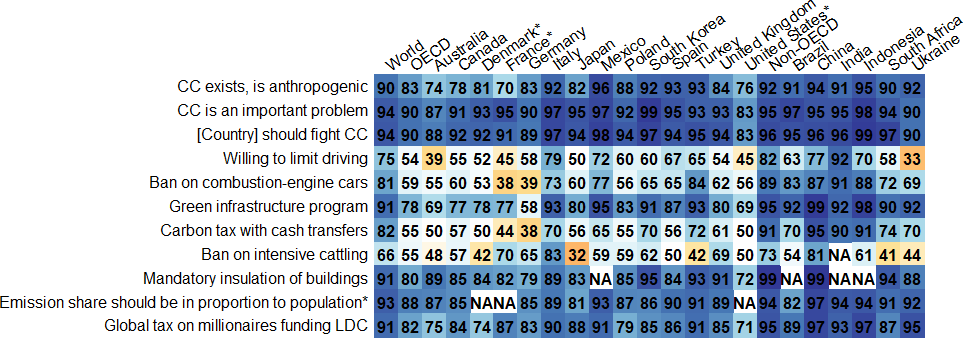 World OECD Australia Canada Denmark* France* Germany Italy Japan Mexico Poland South Korea Spain Turkey United Kingdom United States* Non-OECD Brazil China India Indonesia South Africa Ukraine
CC exists, is anthropogenic 90 83 74 78 81 70 83 92 82 96 88 92 93 93 84 76 92 91 94 91 95 90 92
CC is an important problem 94 90 87 91 93 95 90 97 95 97 92 99 95 93 93 83 95 97 95 95 98 94 90
[Country] should fight CC 94 90 88 92 92 91 89 97 94 98 94 97 94 95 94 83 96 95 96 96 99 97 90
Willing to limit driving 75 54 39 55 52 45 58 79 50 72 60 60 67 65 54 45 82 63 77 92 70 58 33
Ban on combustion-engine cars 81 59 55 60 53 38 39 73 60 77 56 65 65 84 62 56 89 83 87 91 88 72 69
Green infrastructure program 91 78 69 77 78 77 58 93 80 95 83 91 87 93 80 69 95 92 99 92 98 90 92
Carbon tax with cash transfers 82 55 50 57 50 44 38 70 56 65 55 70 56 72 61 50 91 70 95 90 91 74 70
Ban on intensive cattling 66 55 48 57 42 70 65 83 32 59 59 62 50 42 69 50 73 54 81 NA 61 41 44
Mandatory insulation of buildings 91 80 89 85 84 82 79 89 83 NA 85 95 84 94 89 72 99 NA 99 NA NA 94 88
Emission share should be in proportion to population* 93 88 87 85 NA NA 85 89 81 93 87 86 90 91 89 NA 94 82 97 94 94 91 92
Global tax on millionaires funding LDC 91 82 75 84 74 87 83 90 88 91 79 85 86 91 85 71 95 89 97 93 97 87 95